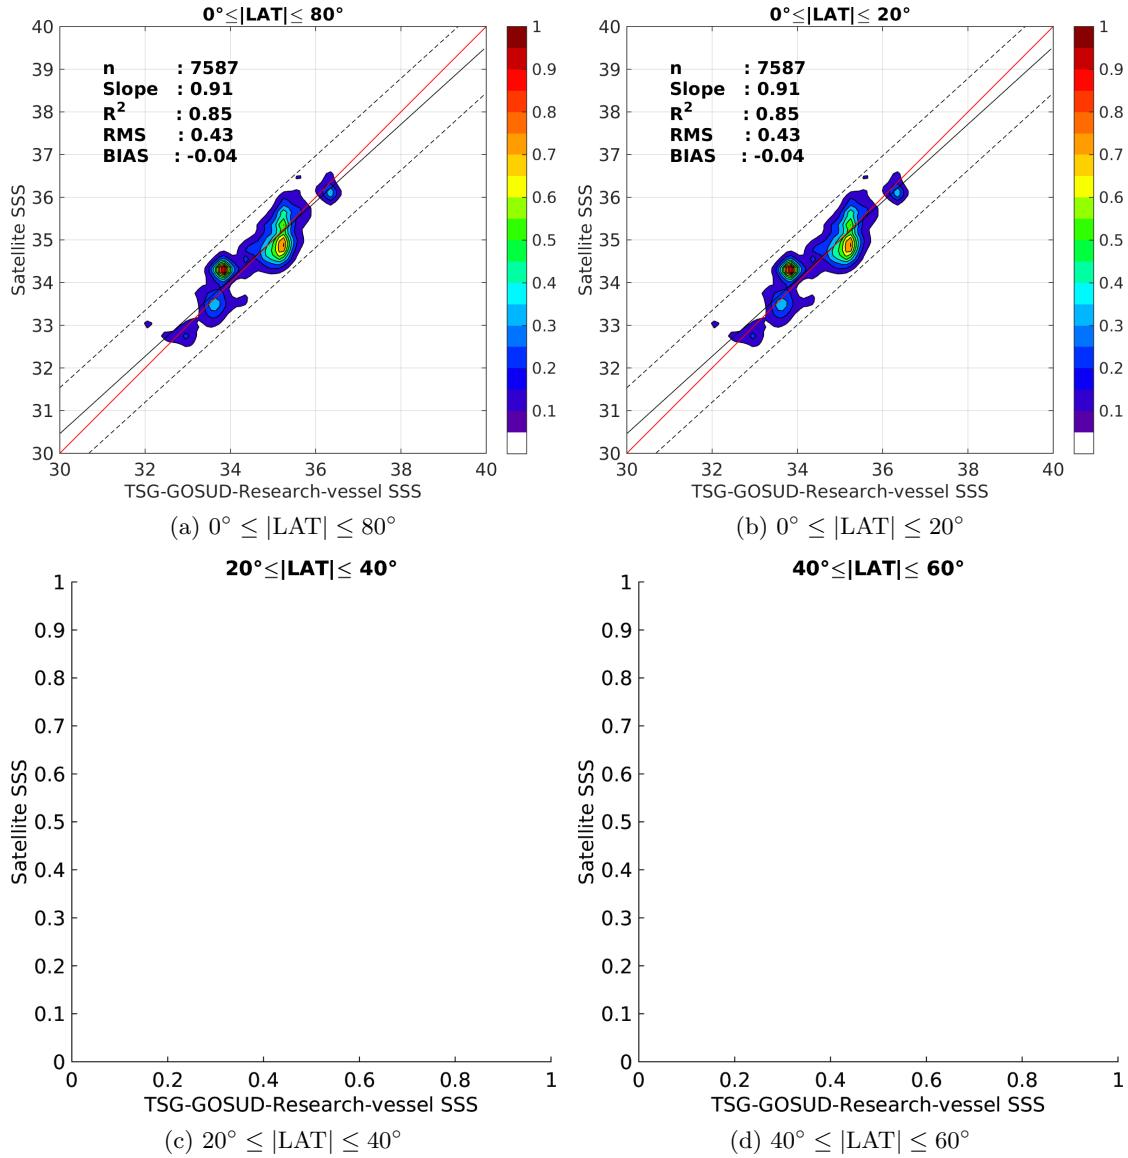 0°≤|LAT|≤ 80°
40
39
38
37
36
35
34
33
32
31
30
Satellite SSS
n : 7587
Slope : 0.91
R² : 0.85
RMS : 0.43
BIAS : -0.04
30 32 34 36 38 40
TSG-GOSUD-Research-vessel SSS
1
0.9
0.8
0.7
0.6
0.5
0.4
0.3
0.2
0.1
(a) 0° ≤ |LAT| ≤ 80°
0°≤|LAT|≤ 20°
40
39
38
37
36
35
34
33
32
31
30
Satellite SSS
n : 7587
Slope : 0.91
R² : 0.85
RMS : 0.43
BIAS : -0.04
30 32 34 36 38 40
TSG-GOSUD-Research-vessel SSS
1
0.9
0.8
0.7
0.6
0.5
0.4
0.3
0.2
0.1
(b) 0° ≤ |LAT| ≤ 20°
20°≤|LAT|≤ 40°
1
0.9
0.8
0.7
0.6
0.5
0.4
0.3
0.2
0.1
0
Satellite SSS
0 0.2 0.4 0.6 0.8 1
TSG-GOSUD-Research-vessel SSS
(c) 20° ≤ |LAT| ≤ 40°
40°≤|LAT|≤ 60°
1
0.9
0.8
0.7
0.6
0.5
0.4
0.3
0.2
0.1
0
Satellite SSS
0 0.2 0.4 0.6 0.8 1
TSG-GOSUD-Research-vessel SSS
(d) 40° ≤ |LAT| ≤ 60°